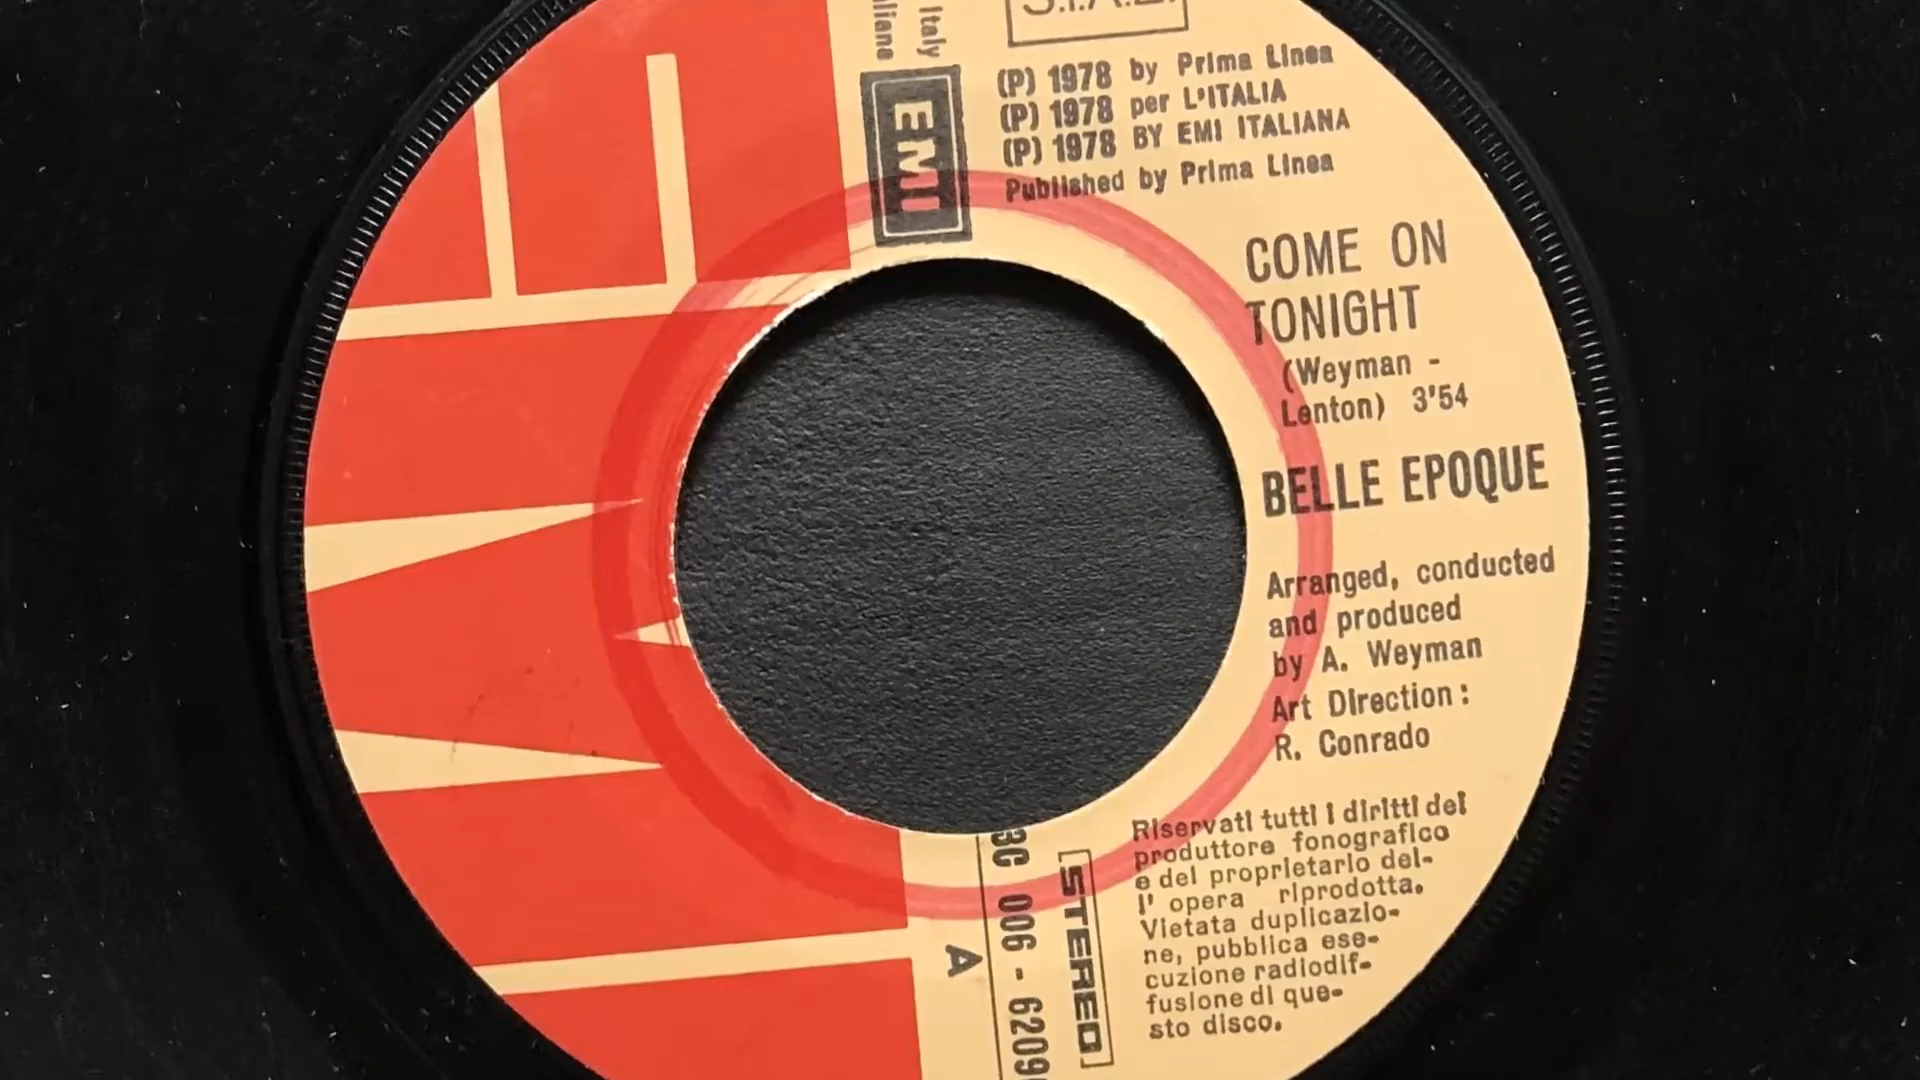 Italy
S.I.A.E.
EMI
(P) 1978 by Prima Linea
(P) 1978 per L'ITALIA
(P) 1978 BY EMI ITALIANA
Published by Prima Linea
COME ON
TONIGHT
(Weyman -
Lenton) 3'54
BELLE EPOQUE
Arranged, conducted
and produced
by A. Weyman
Art Direction:
R. Conrado
Riservati tutti i diritti del
produttore fonografico
e del proprietario del-
l' opera riprodotta.
Vietata duplicazio-
ne, pubblica ese-
cuzione radiodif-
fusione di que-
sto disco.
STEREO
3C 006 - 6209
A